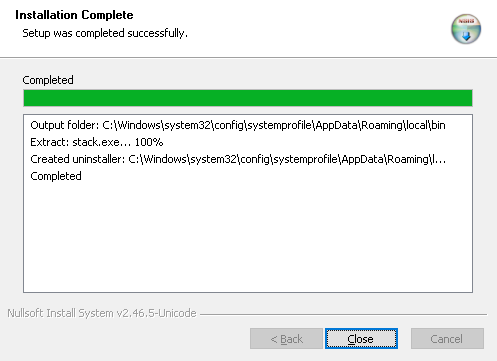 Installation Complete
Setup was completed successfully.
Completed
Output folder: C:\Windows\system32\config\systemprofile\AppData\Roaming\local\bin
Extract: stack.exe... 100%
Created uninstaller: C:\Windows\system32\config\systemprofile\AppData\Roaming\l...
Completed
Nullsoft Install System v2.46.5-Unicode
< Back
Close
Cancel